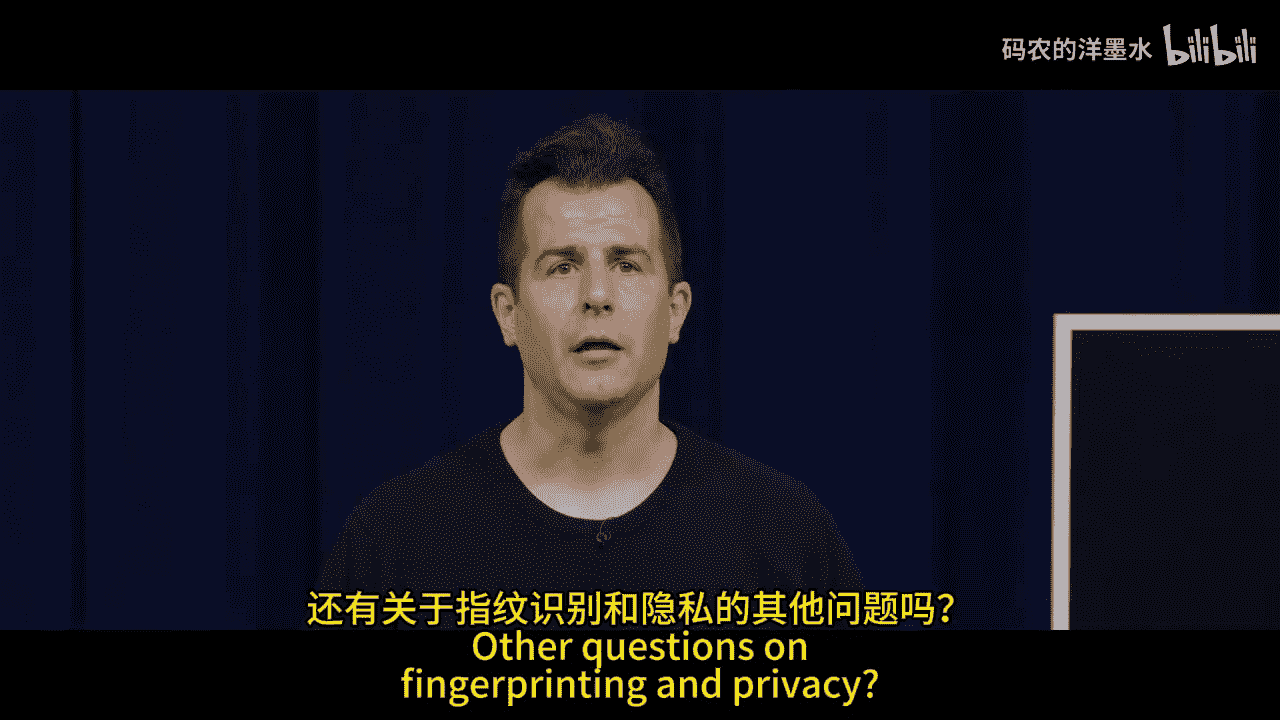 码农的洋墨水 bilibili
还有关于指纹识别和隐私的其他问题吗？
Other questions on
fingerprinting and privacy?